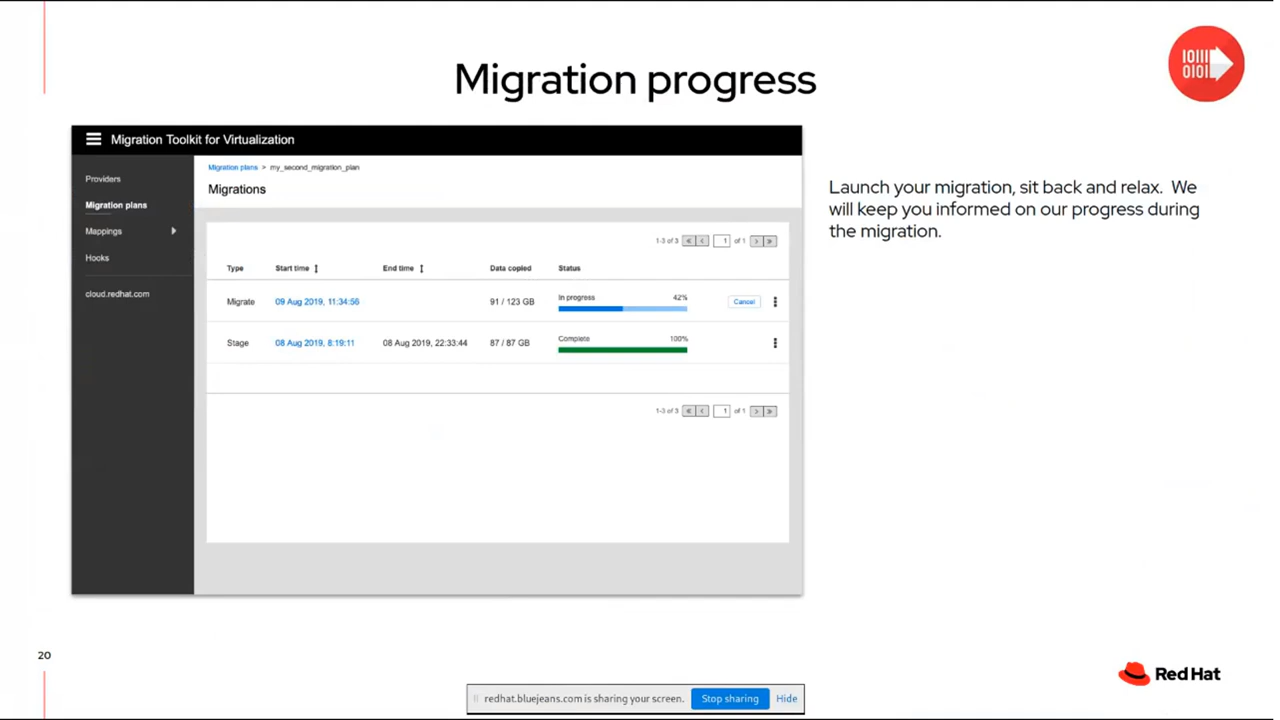 IOIII
OIOI
Migration progress
Migration Toolkit for Virtualization
Providers
Migration plans
Mappings
Hooks
cloud.redhat.com
Migration plans > my_second_migration_plan
Migrations
1-3 of 3 « ‹ 1 of 1 › »
Type Start time End time Data copied Status
Migrate 09 Aug 2019, 11:34:56 91 / 123 GB In progress 42% Cancel
Stage 08 Aug 2019, 8:19:11 08 Aug 2019, 22:33:44 87 / 87 GB Complete 100%
1-3 of 3 « ‹ 1 of 1 › »
Launch your migration, sit back and relax. We
will keep you informed on our progress during
the migration.
20
Red Hat
redhat.bluejeans.com is sharing your screen. Stop sharing Hide